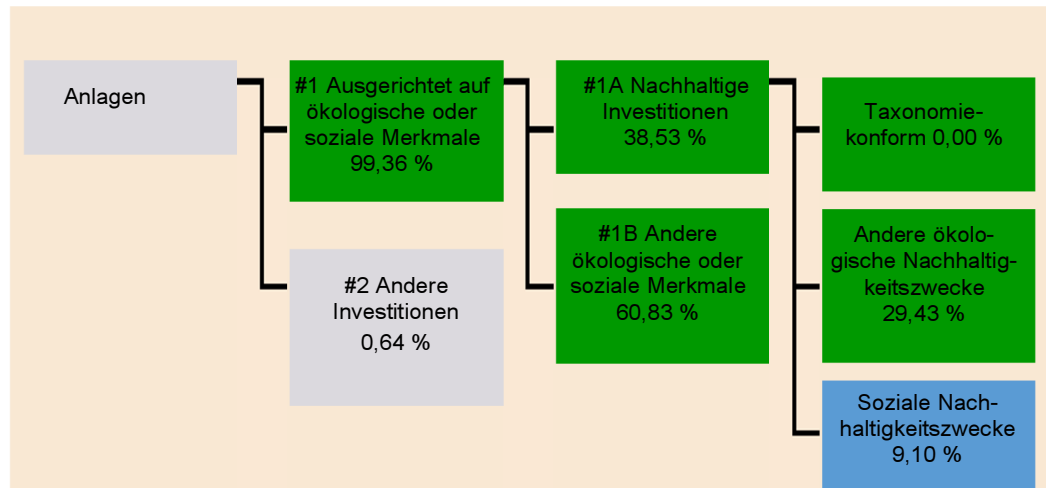 Anlagen
#1 Ausgerichtet auf
ökologische oder
soziale Merkmale
99,36 %
#2 Andere
Investitionen
0,64 %
#1A Nachhaltige
Investitionen
38,53 %
#1B Andere
ökologische oder
soziale Merkmale
60,83 %
Taxonomie-
konform 0,00 %
Andere ökolo-
gische Nachhaltig-
keitszwecke
29,43 %
Soziale Nach-
haltigkeitszwecke
9,10 %